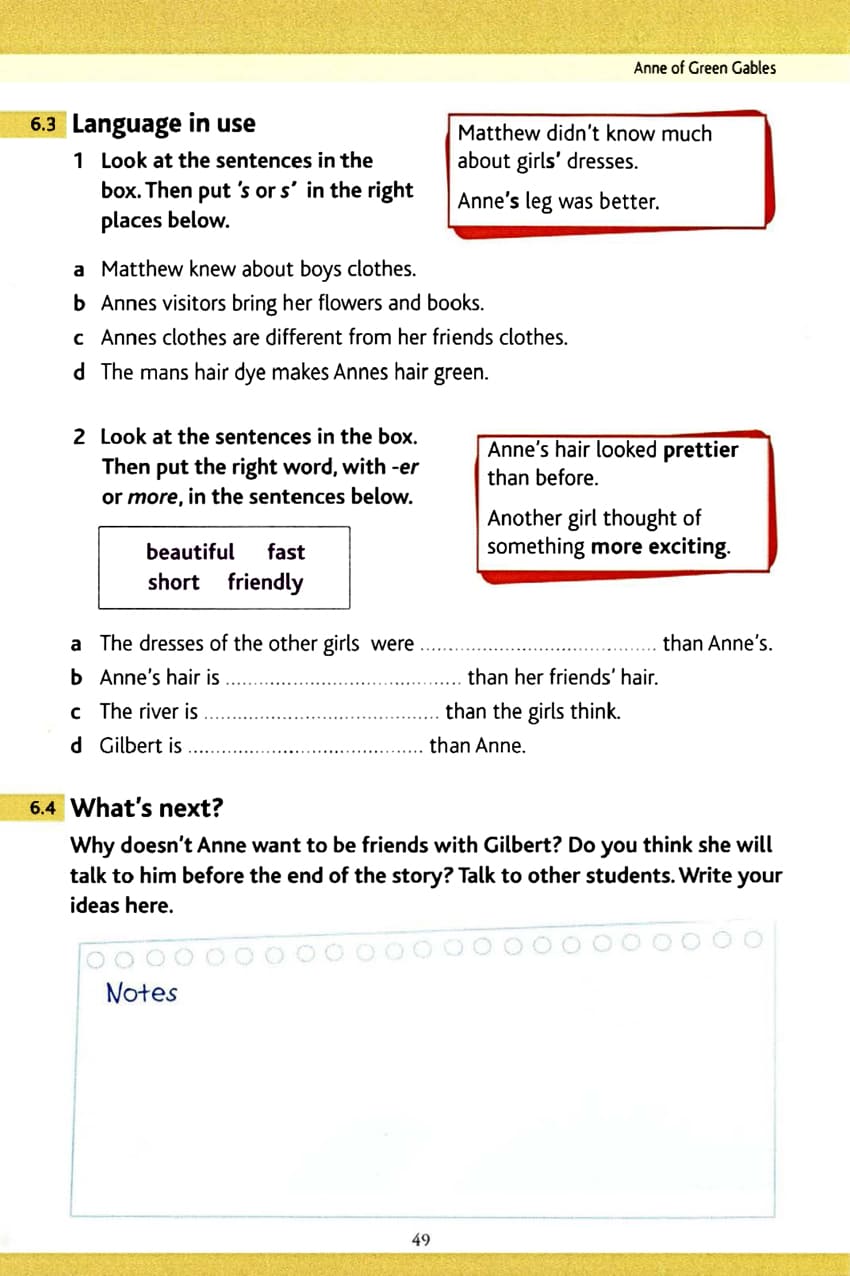 Anne of Green Gables
6.3 Language in use
1 Look at the sentences in the
box. Then put 's or s' in the right
places below.
Matthew didn't know much
about girls' dresses.
Anne's leg was better.
a Matthew knew about boys clothes.
b Annes visitors bring her flowers and books.
c Annes clothes are different from her friends clothes.
d The mans hair dye makes Annes hair green.
2 Look at the sentences in the box.
Then put the right word, with -er
or more, in the sentences below.
Anne's hair looked prettier
than before.
Another girl thought of
something more exciting.
beautiful fast
short friendly
a The dresses of the other girls were ........................................ than Anne's.
b Anne's hair is ........................................ than her friends' hair.
c The river is ........................................ than the girls think.
d Gilbert is ........................................ than Anne.
6.4 What's next?
Why doesn't Anne want to be friends with Gilbert? Do you think she will
talk to him before the end of the story? Talk to other students. Write your
ideas here.
Notes
49